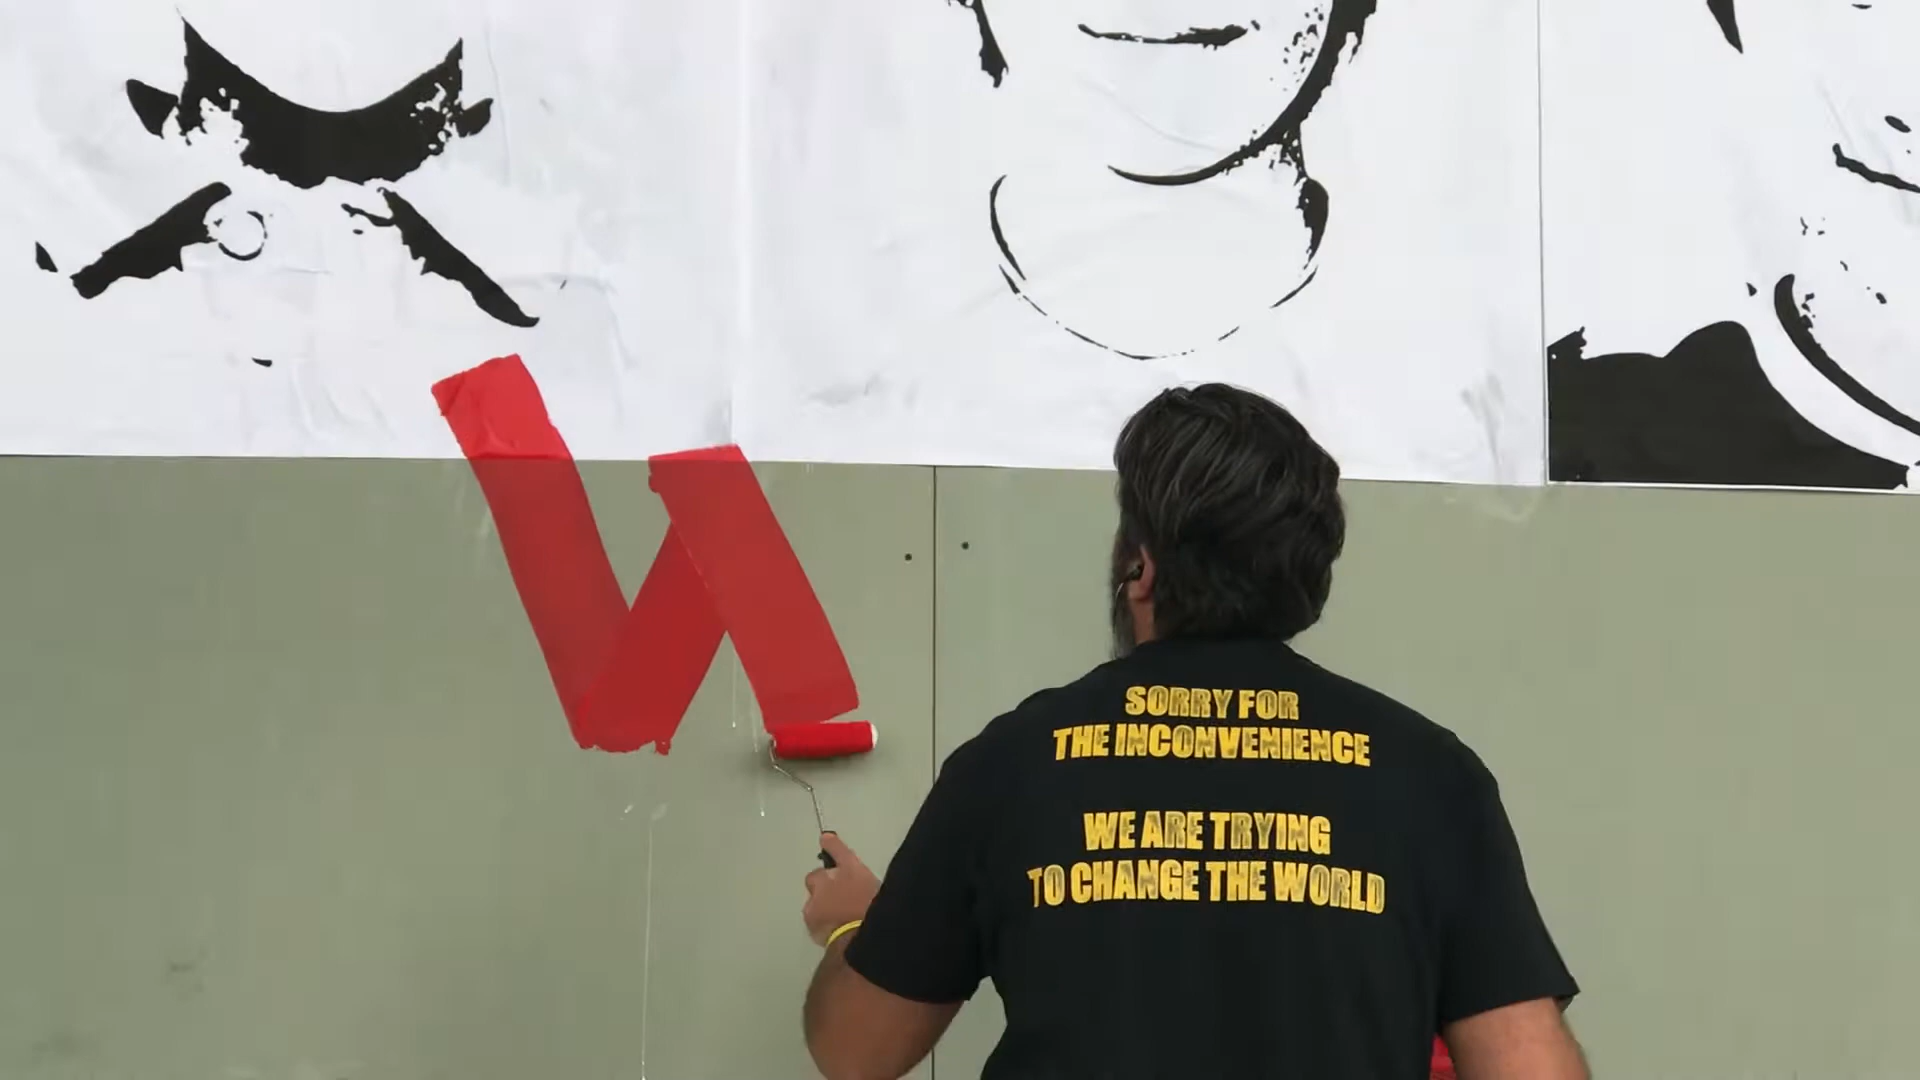 SORRY FOR
THE INCONVENIENCE
WE ARE TRYING
TO CHANGE THE WORLD